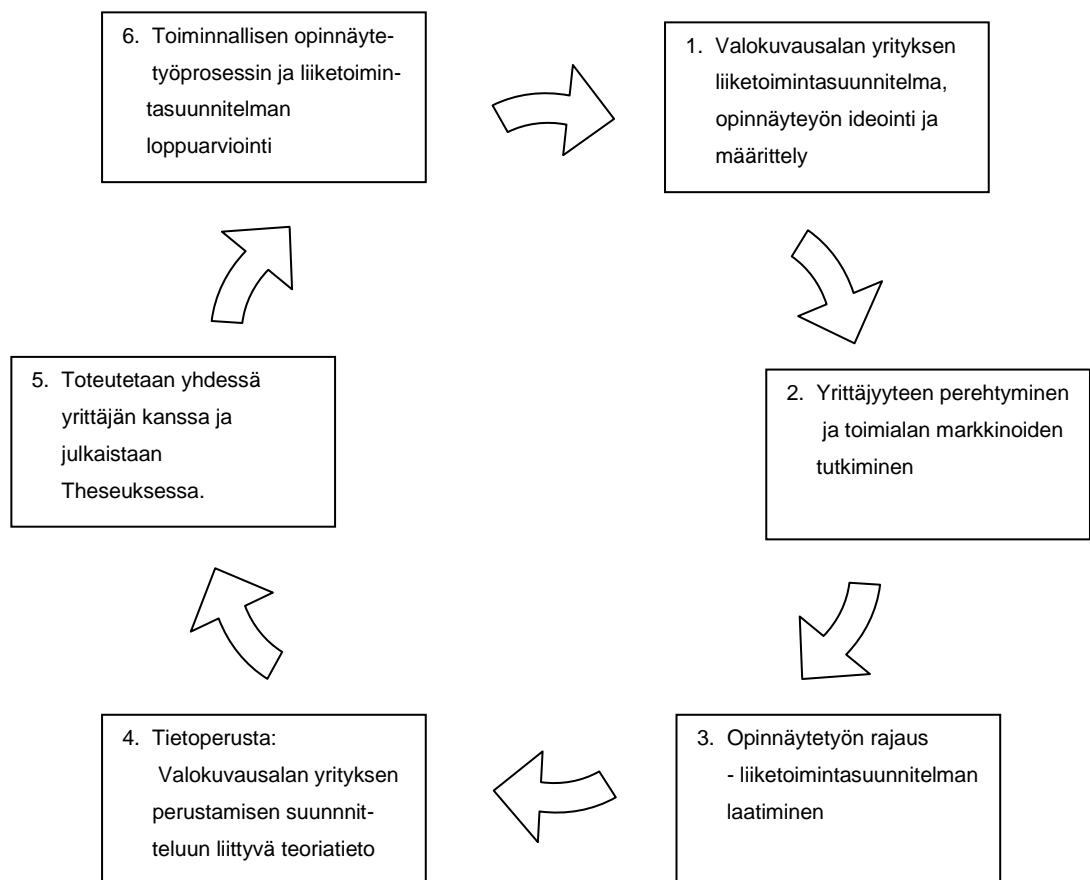 1. Valokuvausalan yrityksen
liiketoimintasuunnitelma,
opinnäyteyön ideointi ja
määrittely
2. Yrittäjyyteen perehtyminen
ja toimialan markkinoiden
tutkiminen
3. Opinnäytetyön rajaus
- liiketoimintasuunnitelman
laatiminen
4. Tietoperusta:
Valokuvausalan yrityksen
perustamisen suunnnit-
teluun liittyvä teoriatieto
5. Toteutetaan yhdessä
yrittäjän kanssa ja
julkaistaan
Theseuksessa.
6. Toiminnallisen opinnäyte-
työprosessin ja liiketoimin-
tasuunnitelman
loppuarviointi